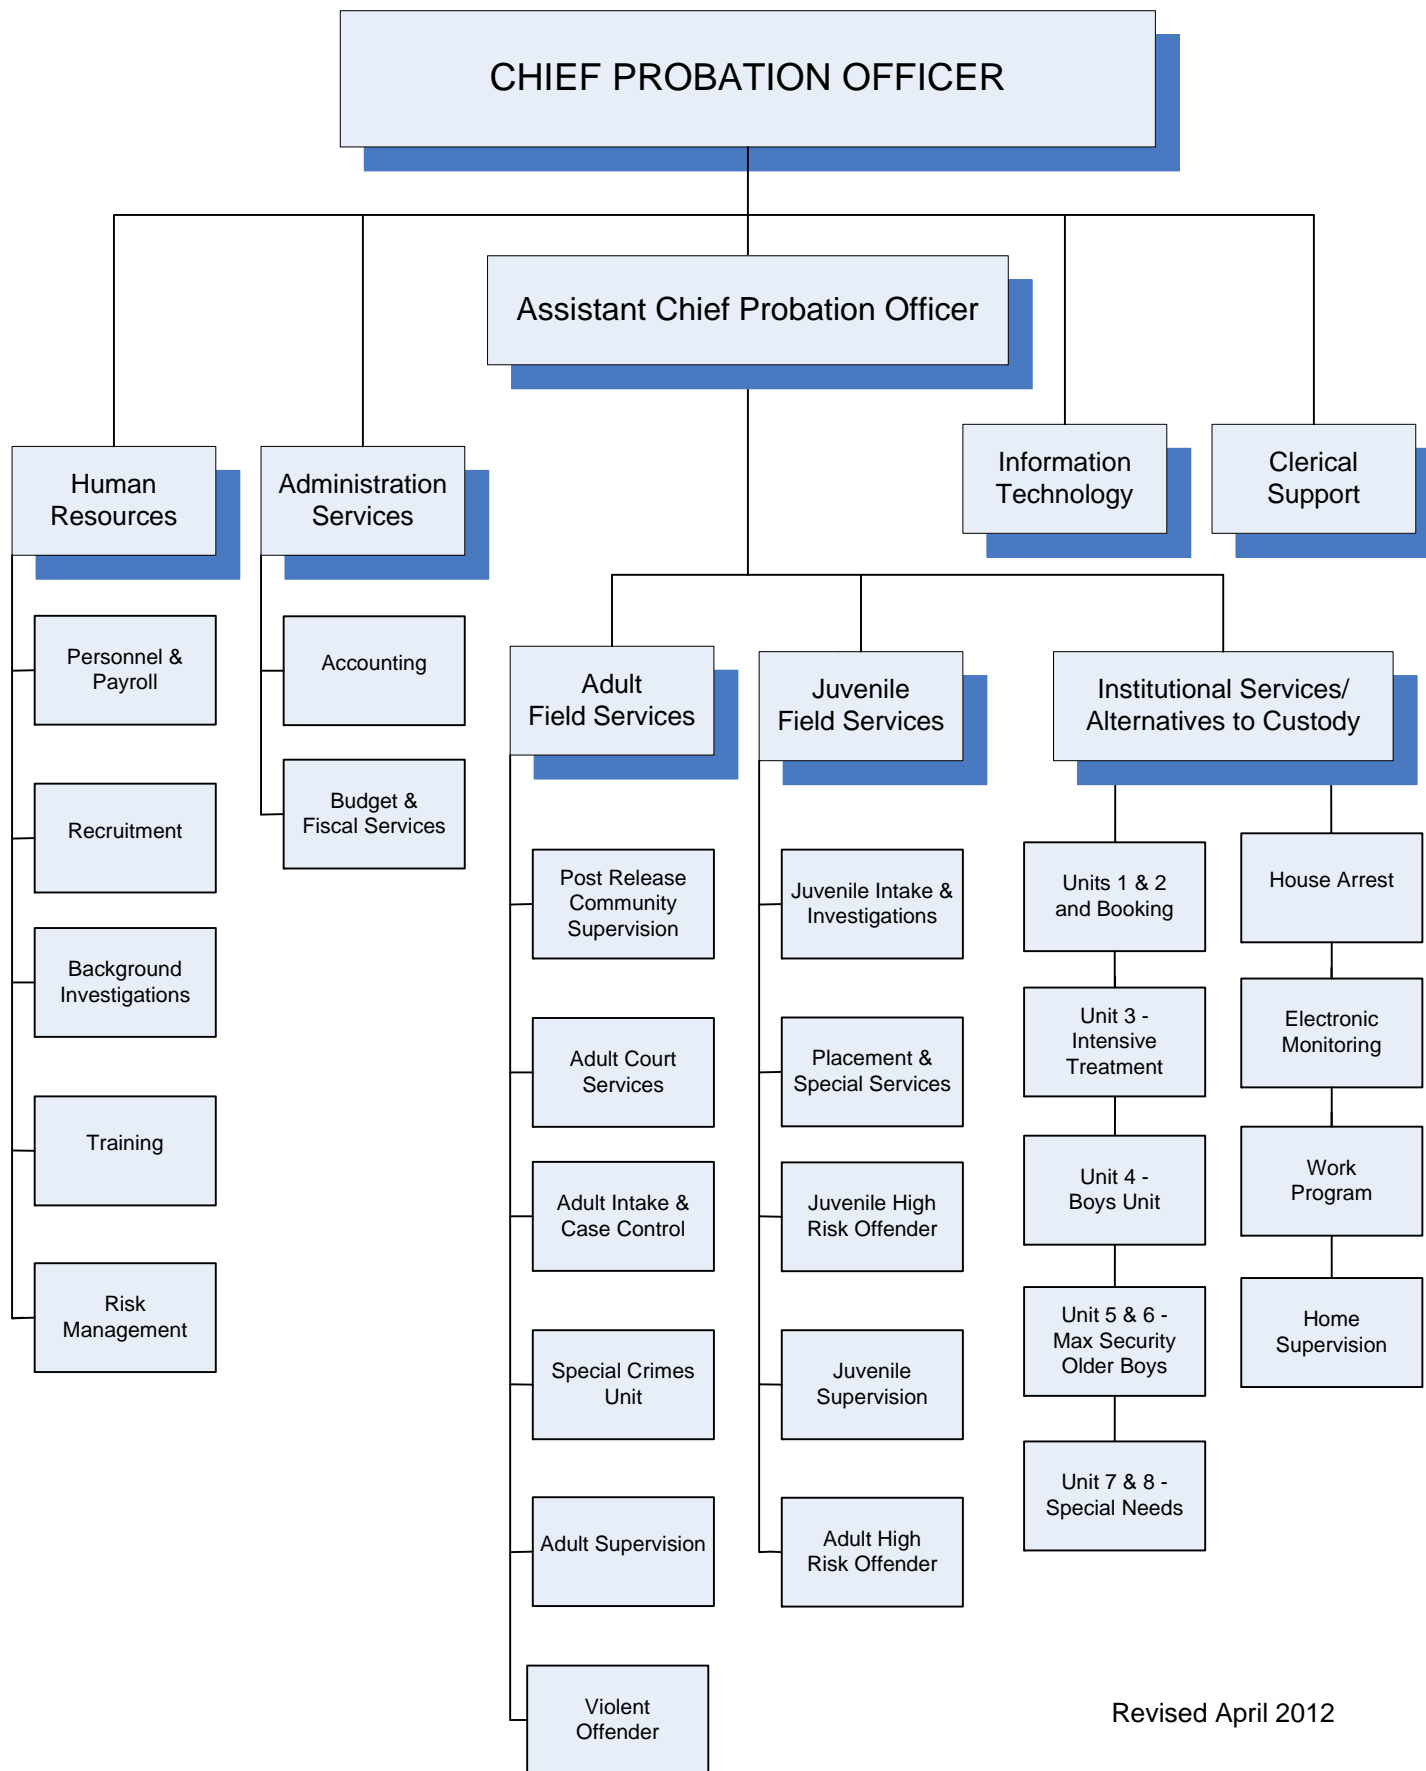 CHIEF PROBATION OFFICER
Assistant Chief Probation Officer
Human
Resources
Administration
Services
Information
Technology
Clerical
Support
Personnel &
Payroll
Recruitment
Background
Investigations
Training
Risk
Management
Accounting
Budget &
Fiscal Services
Adult
Field Services
Juvenile
Field Services
Institutional Services/
Alternatives to Custody
Post Release
Community
Supervision
Adult Court
Services
Adult Intake &
Case Control
Special Crimes
Unit
Adult Supervision
Violent
Offender
Juvenile Intake &
Investigations
Placement &
Special Services
Juvenile High
Risk Offender
Juvenile
Supervision
Adult High
Risk Offender
Units 1 & 2
and Booking
Unit 3 -
Intensive
Treatment
Unit 4 -
Boys Unit
Unit 5 & 6 -
Max Security
Older Boys
Unit 7 & 8 -
Special Needs
House Arrest
Electronic
Monitoring
Work
Program
Home
Supervision
Revised April 2012